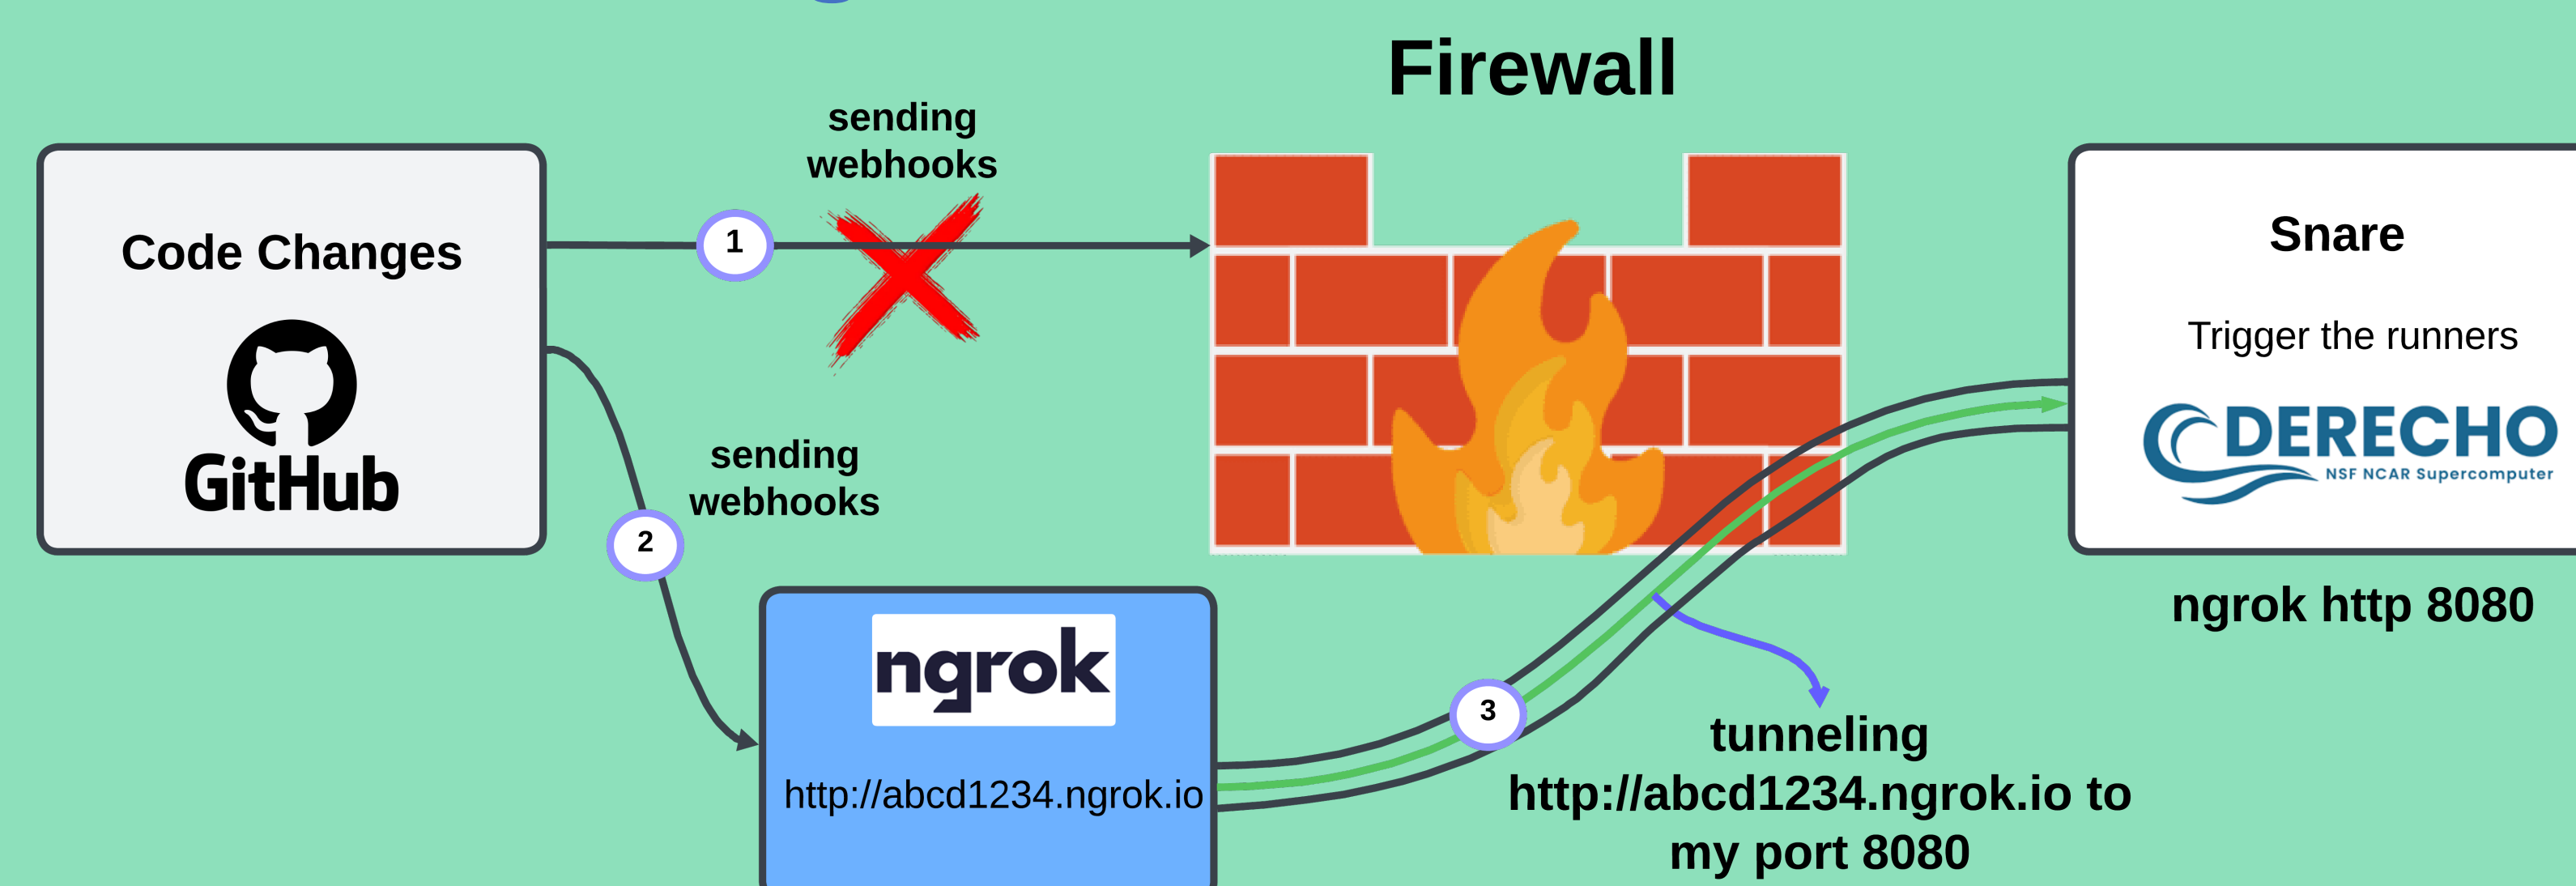 Firewall
sending
webhooks
1
Code Changes
GitHub
Snare
Trigger the runners
DERECHO
NSF NCAR Supercomputer
sending
webhooks
2
ngrok http 8080
ngrok
http://abcd1234.ngrok.io
3
tunneling
http://abcd1234.ngrok.io to
my port 8080